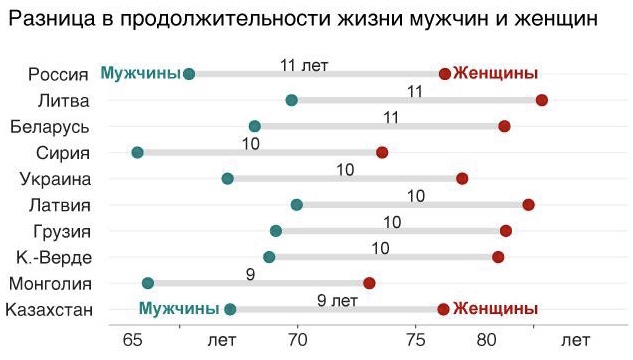 Разница в продолжительности жизни мужчин и женщин
Россия Мужчины 11 лет Женщины
Литва 11
Беларусь 11
Сирия 10
Украина 10
Латвия 10
Грузия 10
К.-Верде 10
Монголия 9
Казахстан Мужчины 9 лет Женщины
65 лет 70 75 80 лет